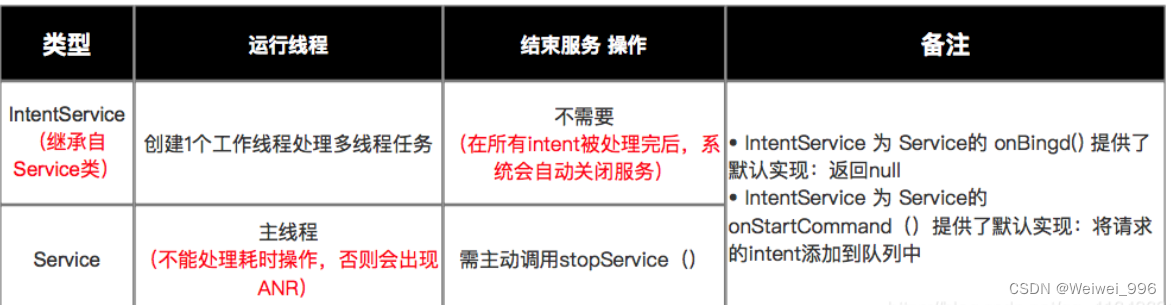 类型
运行线程
结束服务 操作
备注
IntentService
（继承自
Service类）
创建1个工作线程处理多线程任务
不需要
（在所有intent被处理完后，系
统会自动关闭服务）
• IntentService 为 Service的 onBingd() 提供了
默认实现：返回null
• IntentService 为 Service的
onStartCommand（）提供了默认实现：将请求
的intent添加到队列中
Service
主线程
（不能处理耗时操作，否则会出现
ANR）
需主动调用stopService（）
CSDN @Weiwei_996